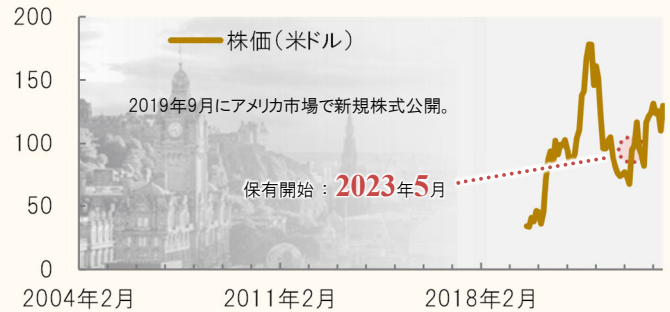 200
株価(米ドル)
150
2019年9月にアメリカ市場で新規株式公開。
100
保有開始 : 2023年5月
50
0
2004年2月 2011年2月 2018年2月